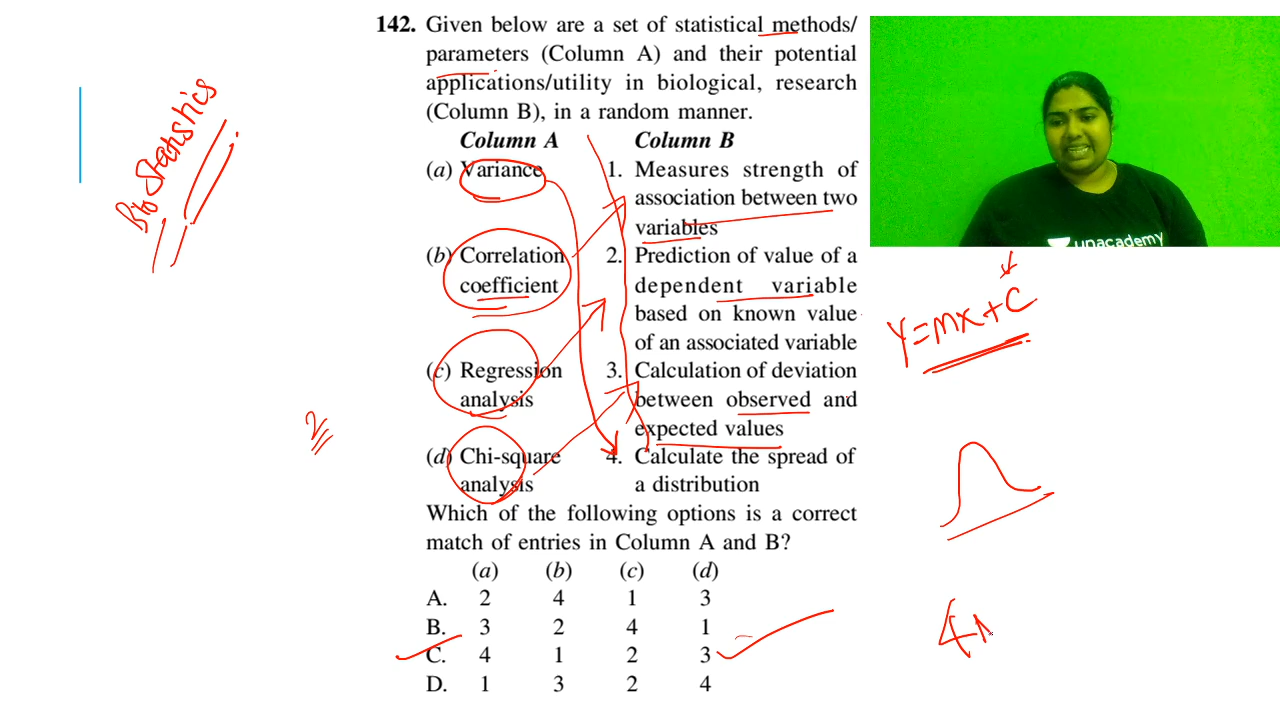 142. Given below are a set of statistical methods/
parameters (Column A) and their potential
applications/utility in biological, research
(Column B), in a random manner.
Column A Column B
(a) Variance 1. Measures strength of
association between two
variables
(b) Correlation 2. Prediction of value of a
coefficient dependent variable
based on known value
of an associated variable
(c) Regression 3. Calculation of deviation
analysis between observed and
expected values
(d) Chi-square 4. Calculate the spread of
analysis a distribution
Which of the following options is a correct
match of entries in Column A and B?
(a) (b) (c) (d)
A. 2 4 1 3
B. 3 2 4 1
C. 4 1 2 3
D. 1 3 2 4
Bio Statistics
2
unacademy
Y=mx+C